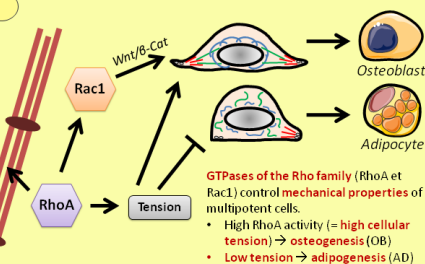 Wnt/β-Cat
Rac1
Osteoblast
Adipocyte
RhoA
Tension
GTPases of the Rho family (RhoA et
Rac1) control mechanical properties of
multipotent cells.
• High RhoA activity (= high cellular
tension) → osteogenesis (OB)
• Low tension → adipogenesis (AD)